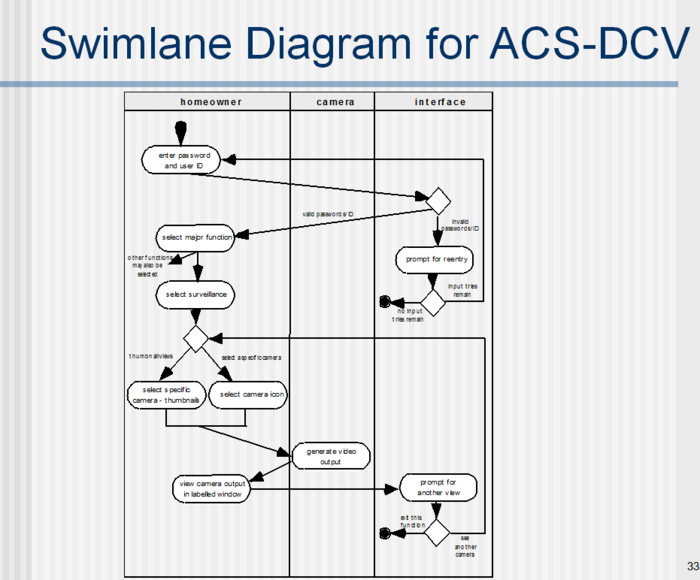 Swimlane Diagram for ACS-DCV
homeowner
camera
interface
enter password
and user ID
valid passwords/ID
invalid
passwords/ID
select major function
other functions
may also be
selected
prompt for reentry
input tries
remain
no input
tries remain
select surveillance
thumbnail views
select a specific camera
select specific
camera - thumbnails
select camera icon
generate video
output
view camera output
in labelled window
prompt for
another view
exit this
function
see
another
camera
33